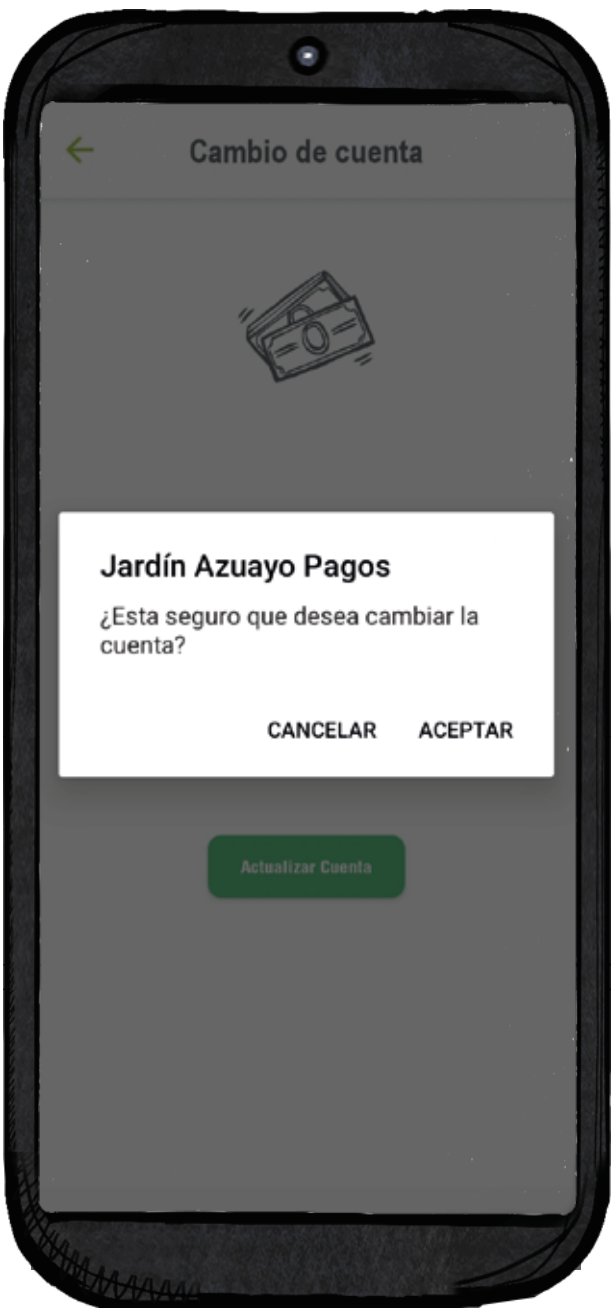 Cambio de cuenta
Jardín Azuayo Pagos
¿Esta seguro que desea cambiar la
cuenta?
CANCELAR ACEPTAR
Actualizar Cuenta